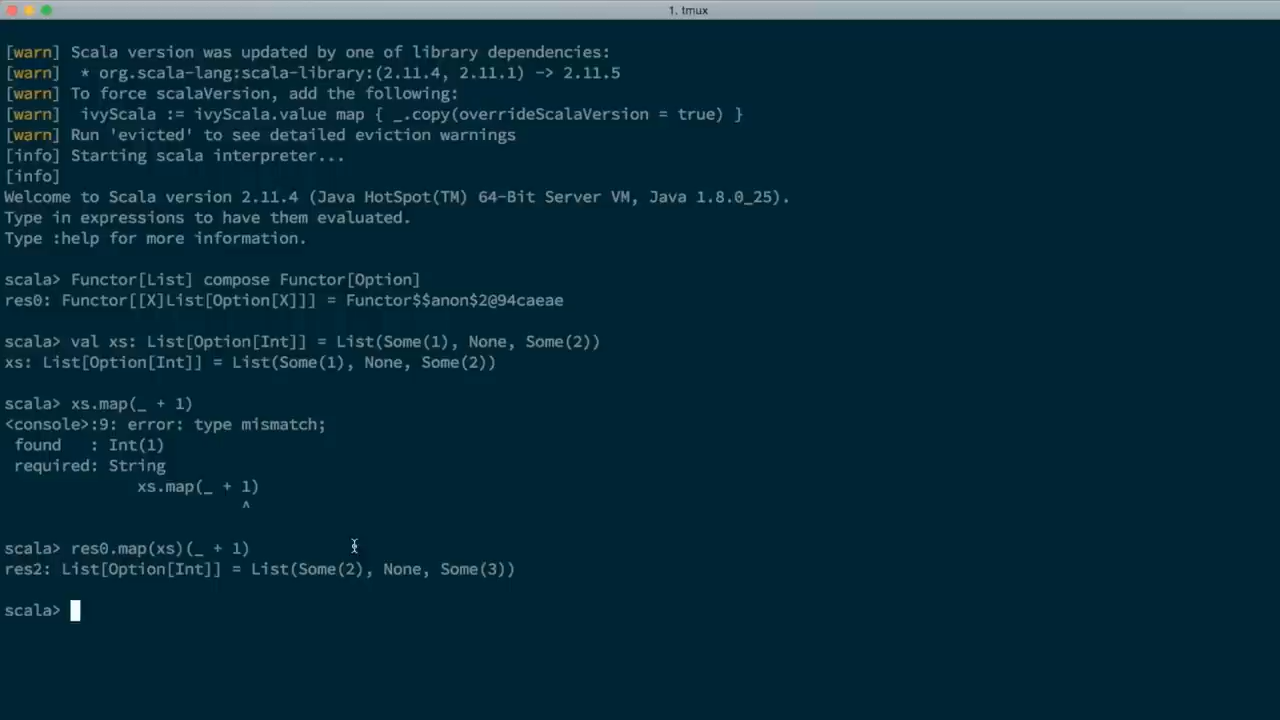 1. tmux
[warn] Scala version was updated by one of library dependencies:
[warn]  * org.scala-lang:scala-library:(2.11.4, 2.11.1) -> 2.11.5
[warn] To force scalaVersion, add the following:
[warn]  ivyScala := ivyScala.value map { _.copy(overrideScalaVersion = true) }
[warn] Run 'evicted' to see detailed eviction warnings
[info] Starting scala interpreter...
[info]
Welcome to Scala version 2.11.4 (Java HotSpot(TM) 64-Bit Server VM, Java 1.8.0_25).
Type in expressions to have them evaluated.
Type :help for more information.
scala> Functor[List] compose Functor[Option]
res0: Functor[[X]List[Option[X]]] = Functor$$anon$2@94caeae
scala> val xs: List[Option[Int]] = List(Some(1), None, Some(2))
xs: List[Option[Int]] = List(Some(1), None, Some(2))
scala> xs.map(_ + 1)
<console>:9: error: type mismatch;
 found   : Int(1)
 required: String
              xs.map(_ + 1)
                         ^
scala> res0.map(xs)(_ + 1)
res2: List[Option[Int]] = List(Some(2), None, Some(3))
scala>